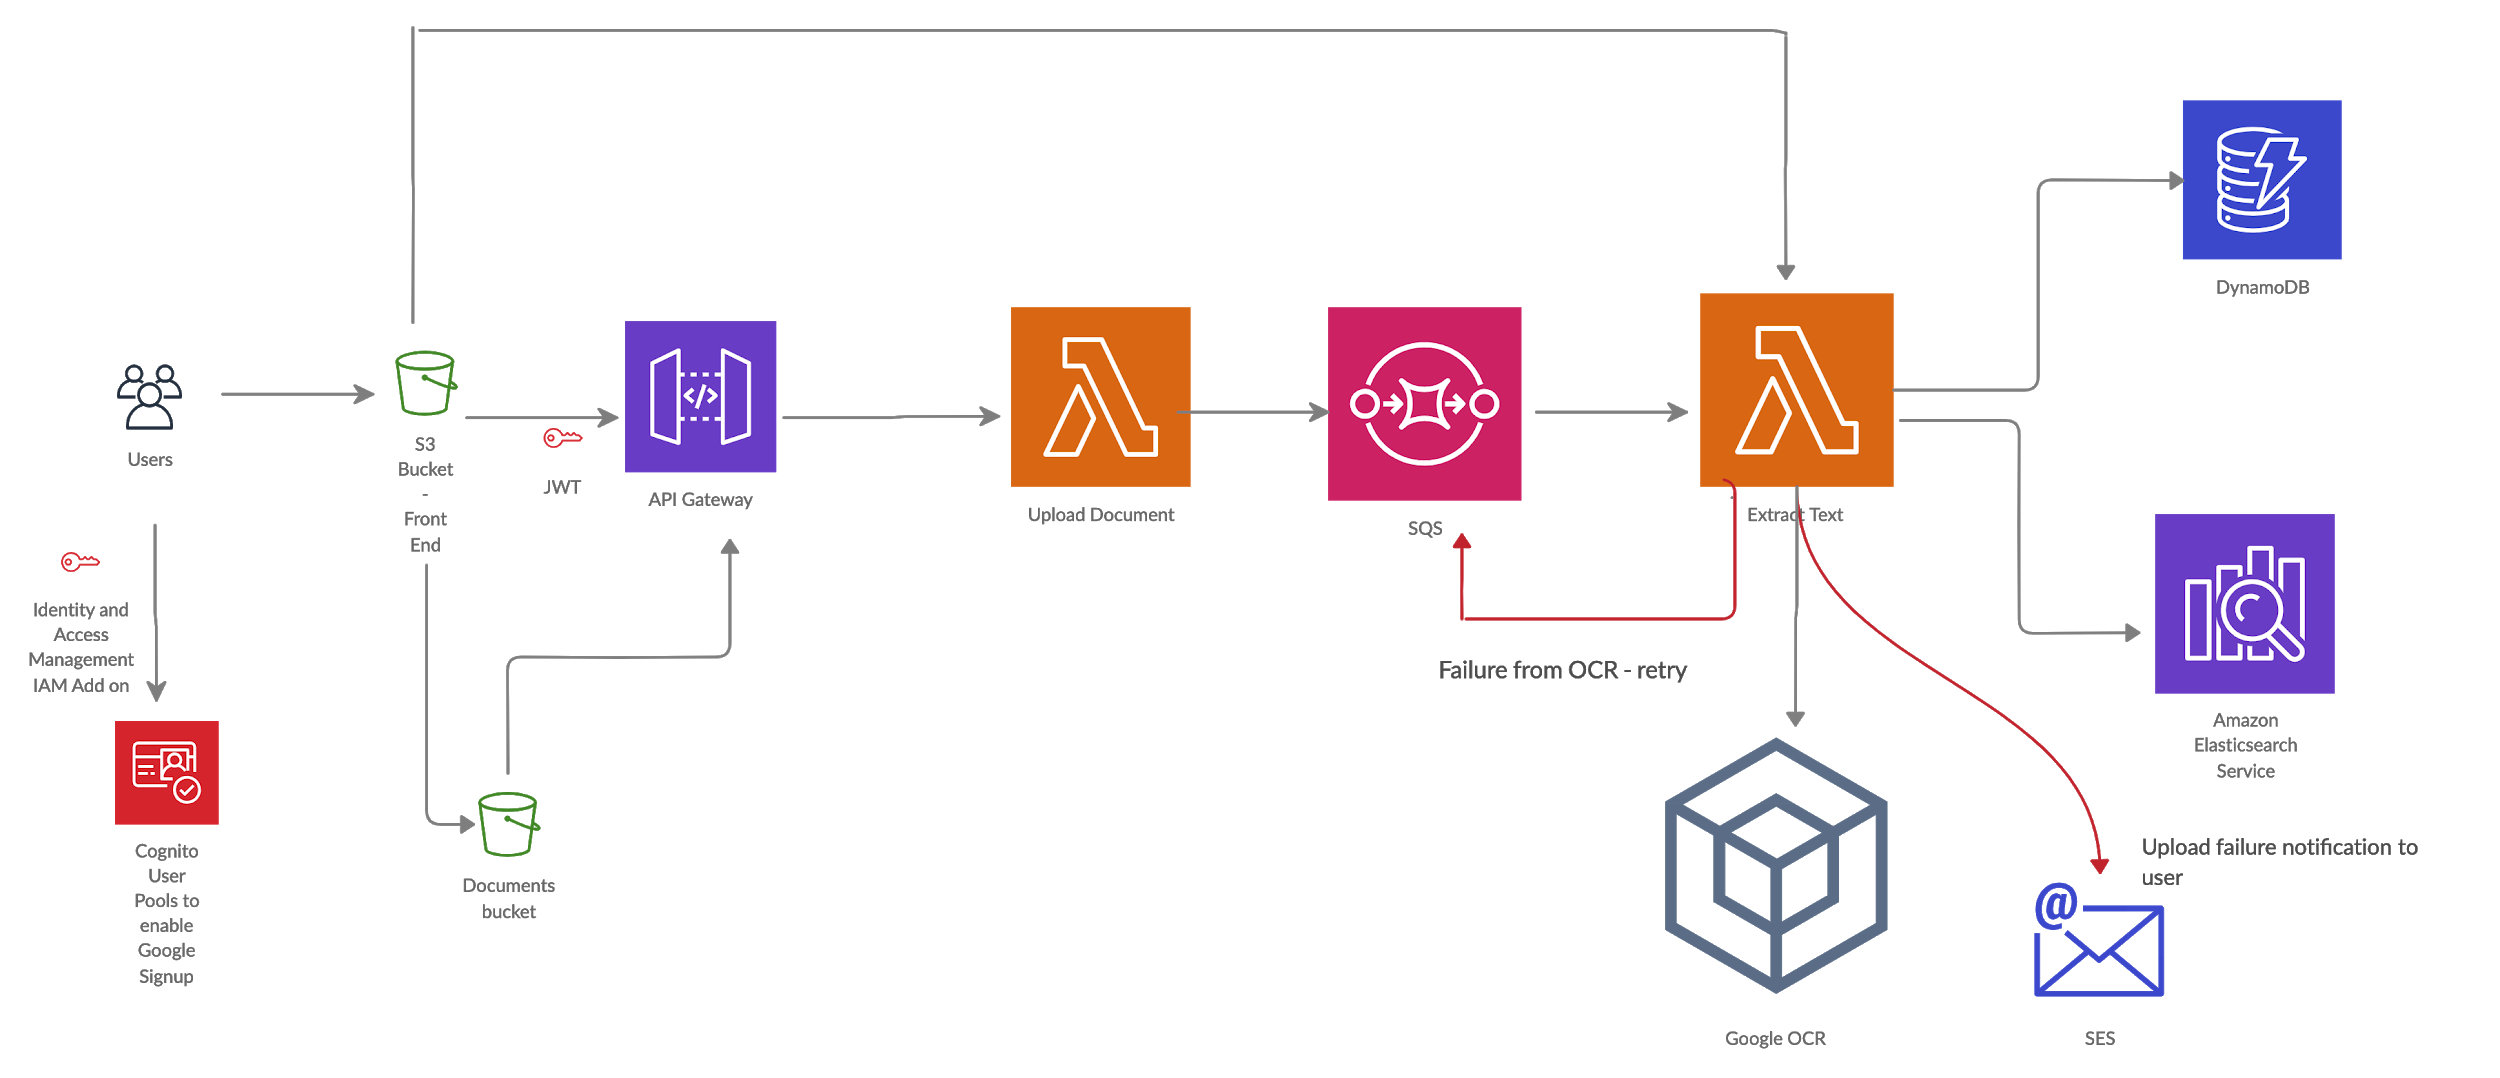 DynamoDB
Users
S3
Bucket
-
Front
End
JWT
API Gateway
Upload Document
SQS
Extract Text
Identity and
Access
Management
IAM Add on
Failure from OCR - retry
Amazon
Elasticsearch
Service
Cognito
User
Pools to
enable
Google
Signup
Documents
bucket
Upload failure notification to
user
@
Google OCR
SES